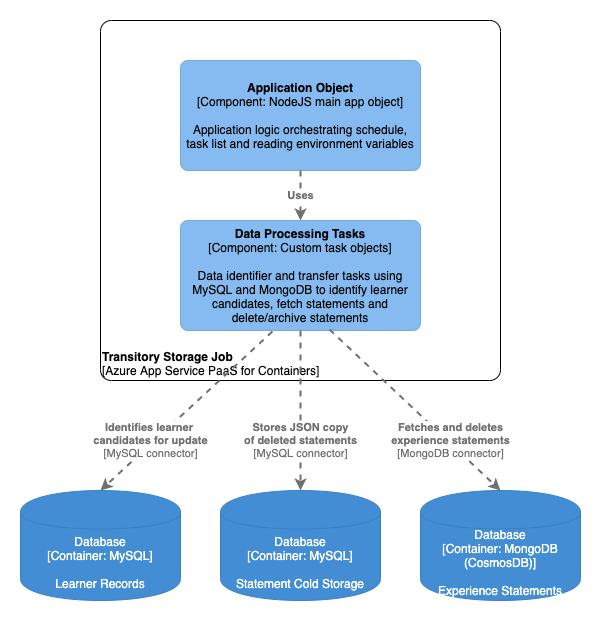 Application Object
[Component: NodeJS main app object]
Application logic orchestrating schedule,
task list and reading environment variables
Uses
Data Processing Tasks
[Component: Custom task objects]
Data identifier and transfer tasks using
MySQL and MongoDB to identify learner
candidates, fetch statements and
delete/archive statements
Transitory Storage Job
[Azure App Service PaaS for Containers]
Identifies learner
candidates for update
[MySQL connector]
Stores JSON copy
of deleted statements
[MySQL connector]
Fetches and deletes
experience statements
[MongoDB connector]
Database
[Container: MySQL]
Learner Records
Database
[Container: MySQL]
Statement Cold Storage
Database
[Container: MongoDB
(CosmosDB)]
Experience Statements